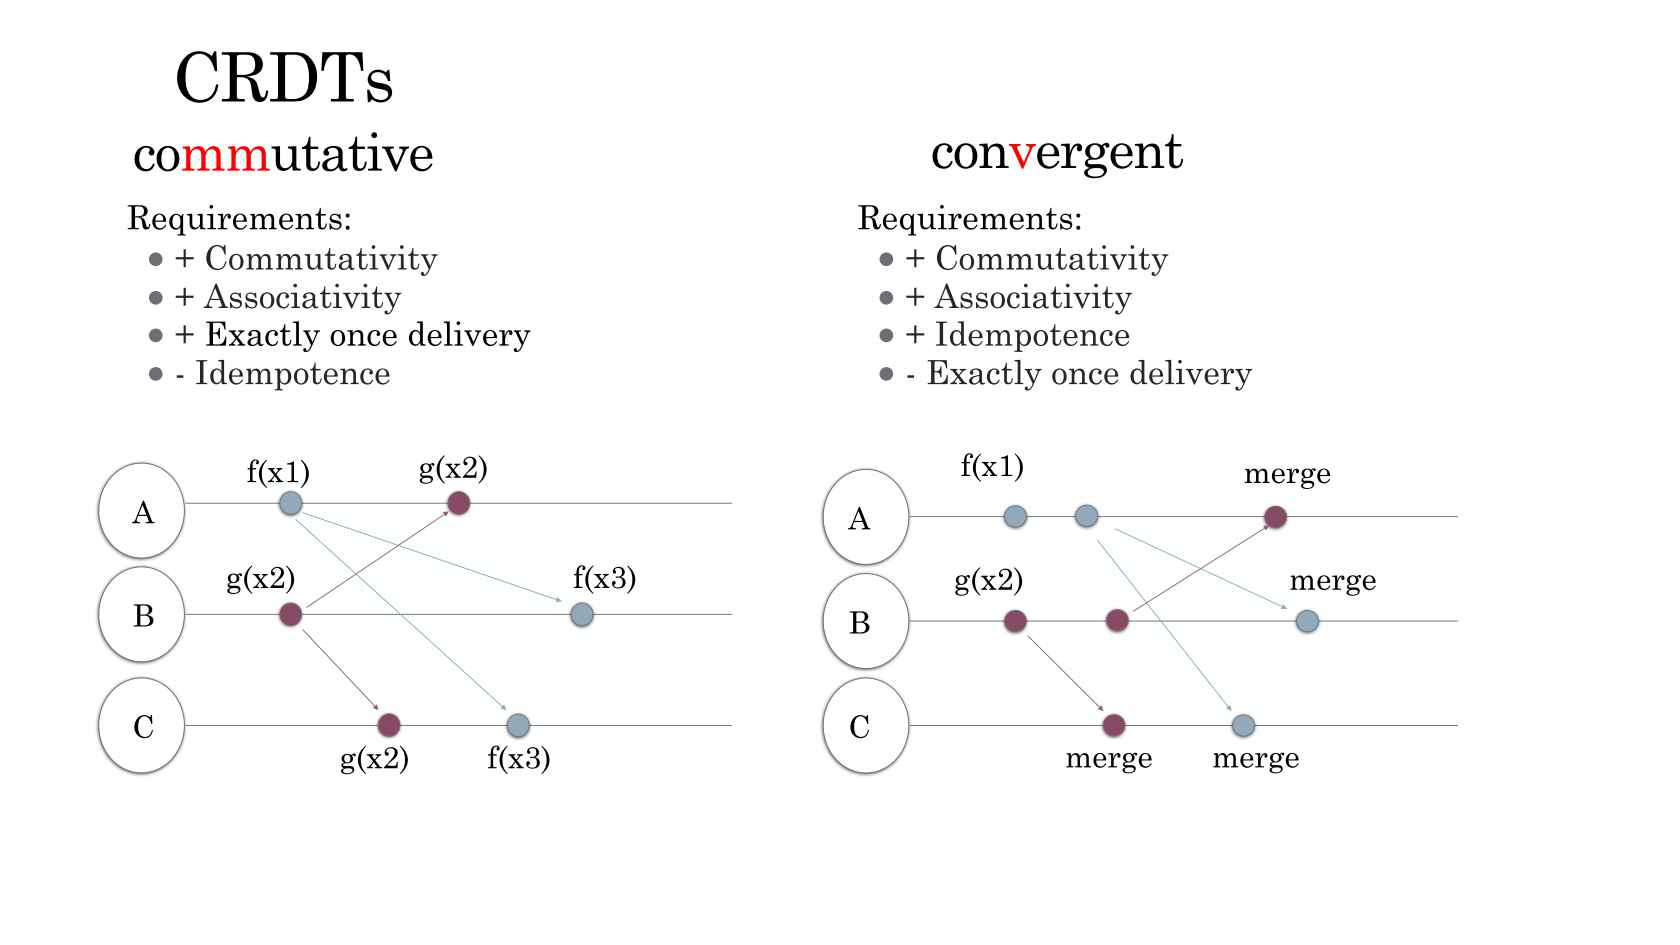 CRDTs
commutative
Requirements:
● + Commutativity
● + Associativity
● + Exactly once delivery
● - Idempotence
f(x1)
g(x2)
A
g(x2)
f(x3)
B
C
g(x2)
f(x3)
convergent
Requirements:
● + Commutativity
● + Associativity
● + Idempotence
● - Exactly once delivery
f(x1)
merge
A
g(x2)
merge
B
C
merge
merge